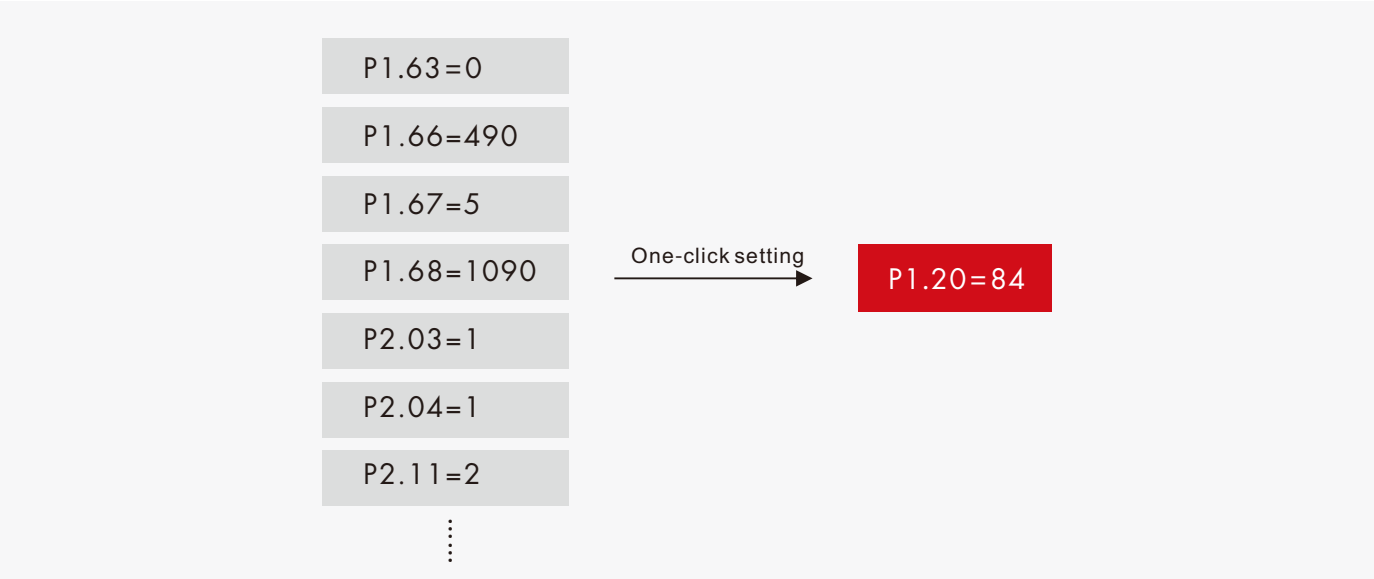 P1.63=0
P1.66=490
P1.67=5
P1.68=1090
P2.03=1
P2.04=1
P2.11=2
One-click setting
P1.20=84